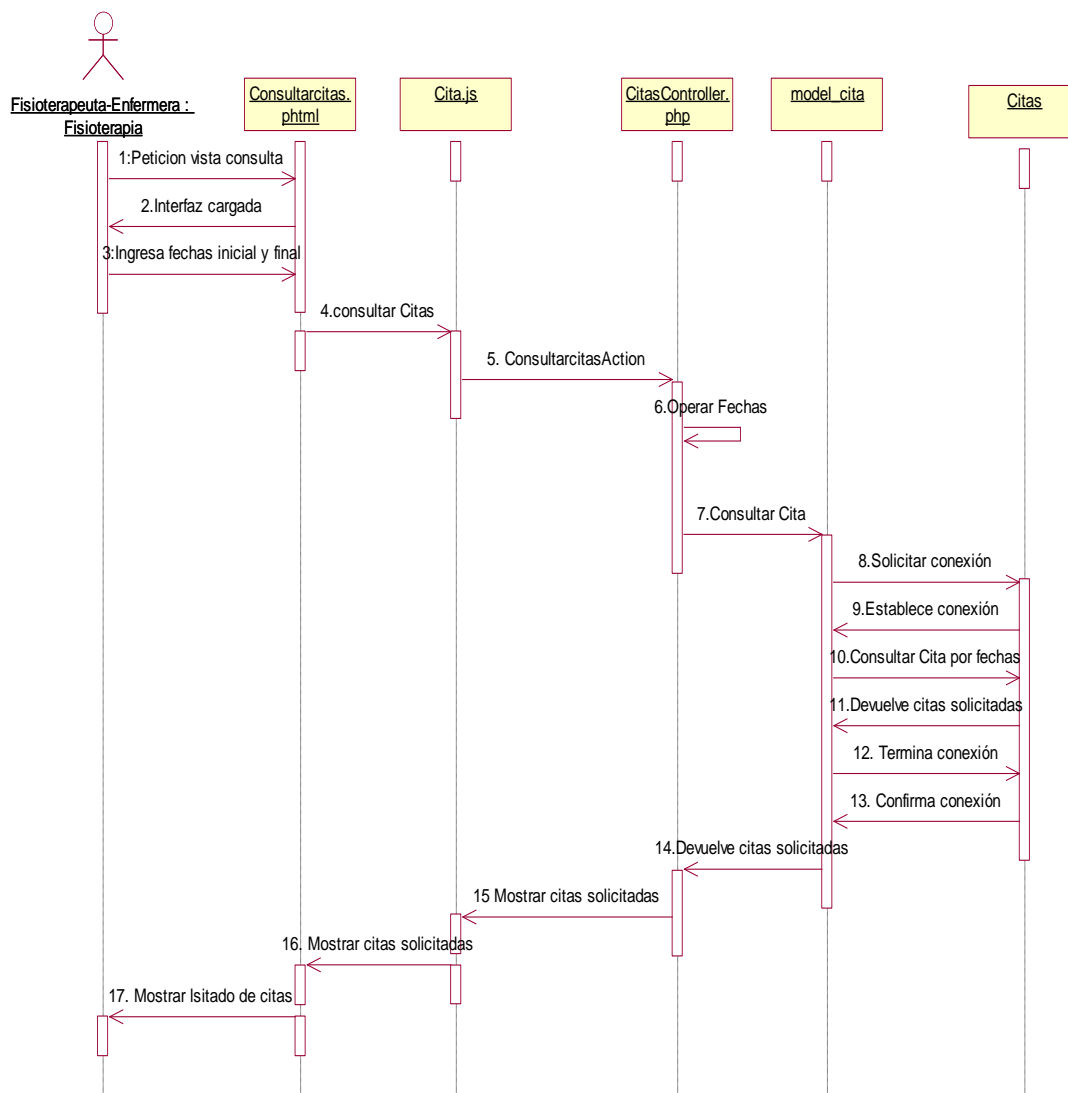 Fisioterapeuta-Enfermera :
Fisioterapia
Consultarcitas.
phtml
Cita.js
CitasController.
php
model_cita
Citas
1:Peticion vista consulta
2.Interfaz cargada
3:Ingresa fechas inicial y final
4.consultar Citas
5. ConsultarcitasAction
6.Operar Fechas
7.Consultar Cita
8.Solicitar conexión
9.Establece conexión
10.Consultar Cita por fechas
11.Devuelve citas solicitadas
12. Termina conexión
13. Confirma conexión
14.Devuelve citas solicitadas
15 Mostrar citas solicitadas
16. Mostrar citas solicitadas
17. Mostrar lsitado de citas